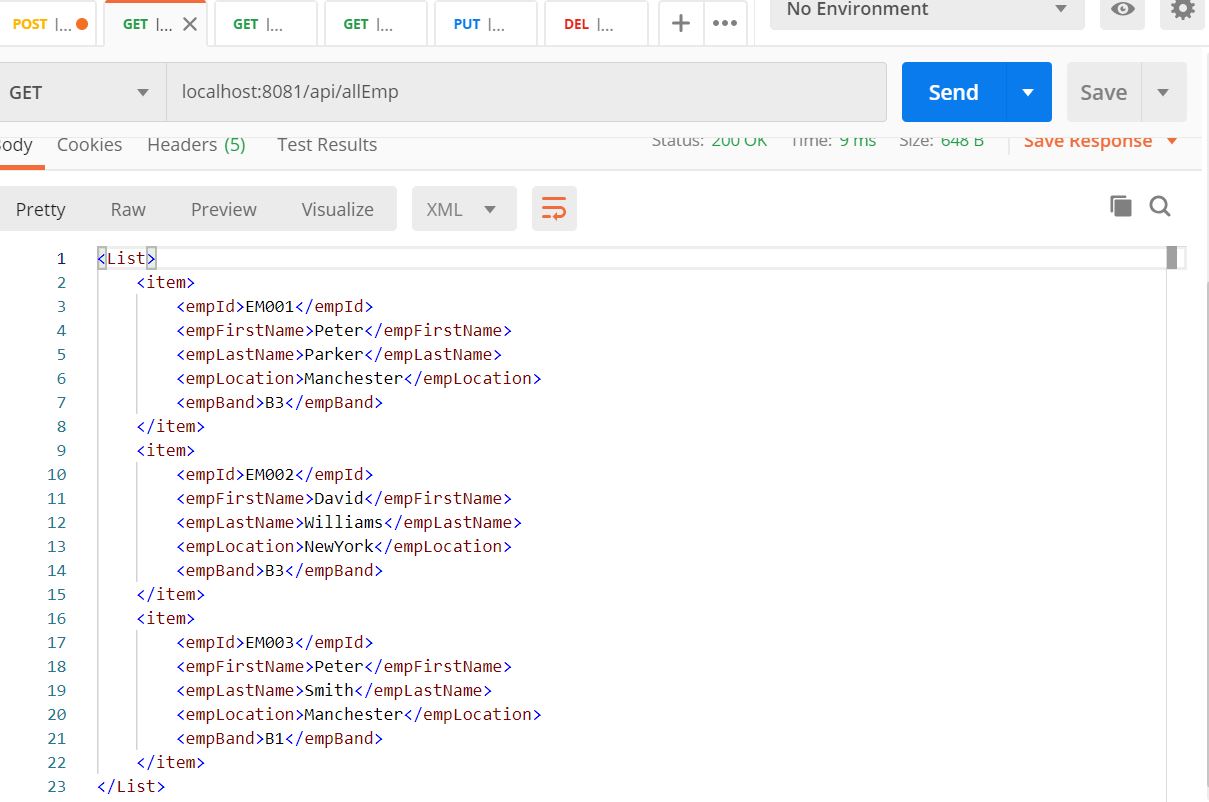 POST l... GET l... GET l... GET l... PUT l... DEL l... No Environment
GET localhost:8081/api/allEmp Send Save
Body Cookies Headers (5) Test Results Status: 200 OK Time: 9 ms Size: 648 B Save Response
Pretty Raw Preview Visualize XML
1 <List>
2 <item>
3 <empId>EM001</empId>
4 <empFirstName>Peter</empFirstName>
5 <empLastName>Parker</empLastName>
6 <empLocation>Manchester</empLocation>
7 <empBand>B3</empBand>
8 </item>
9 <item>
10 <empId>EM002</empId>
11 <empFirstName>David</empFirstName>
12 <empLastName>Williams</empLastName>
13 <empLocation>NewYork</empLocation>
14 <empBand>B3</empBand>
15 </item>
16 <item>
17 <empId>EM003</empId>
18 <empFirstName>Peter</empFirstName>
19 <empLastName>Smith</empLastName>
20 <empLocation>Manchester</empLocation>
21 <empBand>B1</empBand>
22 </item>
23 </List>